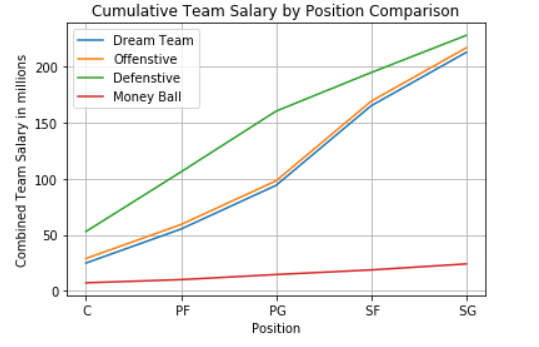 Cumulative Team Salary by Position Comparison
Dream Team
Offenstive
Defenstive
Money Ball
Combined Team Salary in millions
200
150
100
50
0
C PF PG SF SG
Position